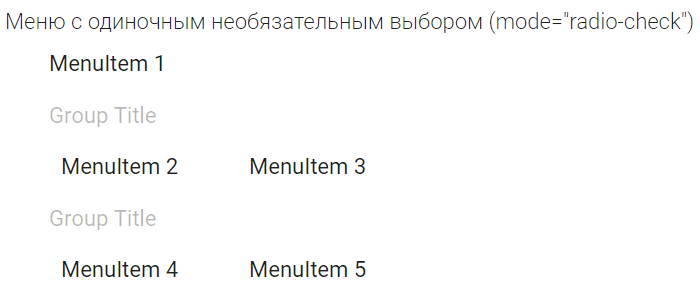 Меню с одиночным необязательным выбором (mode="radio-check")
MenuItem 1
Group Title
MenuItem 2 MenuItem 3
Group Title
MenuItem 4 MenuItem 5